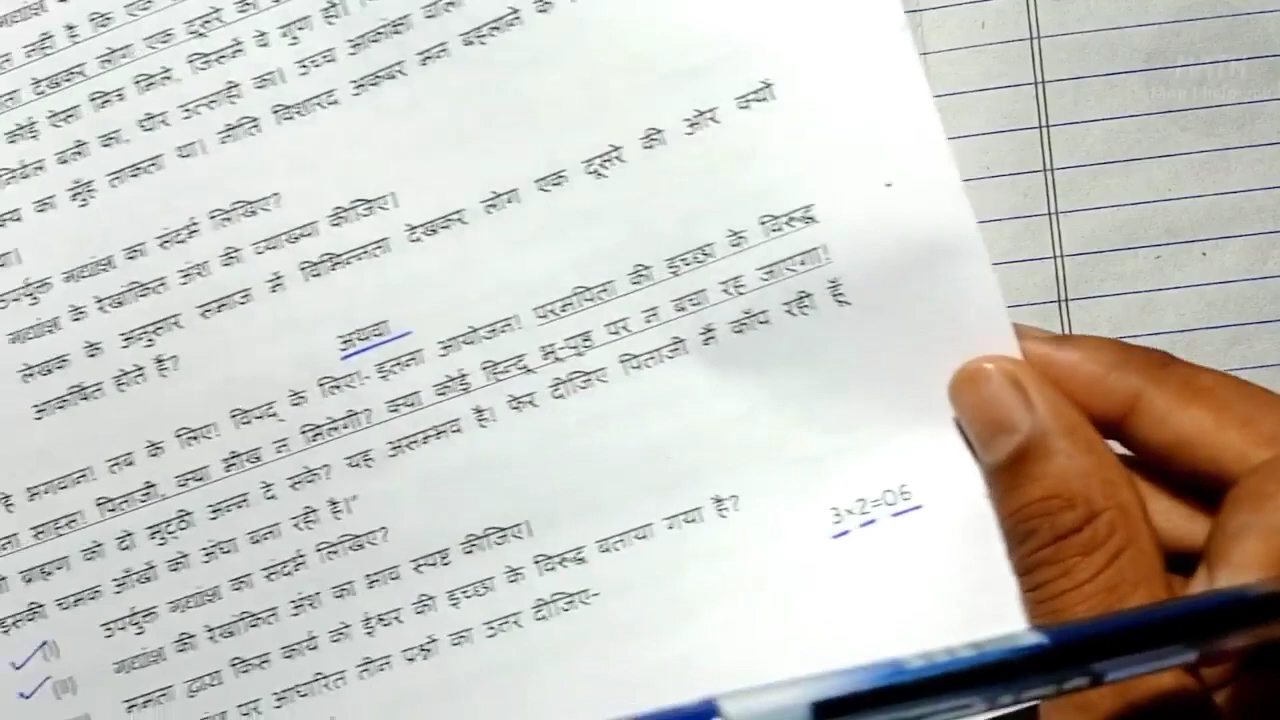 नहीं है कि एक
देखकर लोग एक दूसरे की
कोई ऐसा मित्र मिले, जिसमें वे गुण हों।
निर्बल बली का, धीर उत्साही का। उच्च आकांक्षा वाला
का मुँह ताकता था। नीति विशारद अकबर मन बहलाने के
उपर्युक्त गद्यांश का संदर्भ लिखिए?
गद्यांश के रेखांकित अंश की व्याख्या कीजिए।
लेखक के अनुसार समाज में विभिन्नता देखकर लोग एक दूसरे की ओर क्यों
आकर्षित होते हैं?
अथवा
हे भगवान! तब के लिए! विपद् के लिए!- इतना आयोजन! परमपिता की इच्छा के विरुद्ध
साहस! पिताजी, क्या भीख न मिलेगी? क्या कोई हिन्दू भू-पृष्ठ पर न बचा रह जाएगा!
ब्राह्मण को दो मुट्ठी अन्न दे सके? यह असम्भव है। फेर दीजिए पिताजी मैं काँप रही हूँ
इसकी चमक आँखों को अंधा बना रही है।"
(i) उपर्युक्त गद्यांश का संदर्भ लिखिए?
(ii) गद्यांश की रेखांकित अंश का भाव स्पष्ट कीजिए।
ममता द्वारा किस कार्य को ईश्वर की इच्छा के विरुद्ध बताया गया है?
3×2=06
पर आधारित तीन प्रश्नों का उत्तर दीजिए-